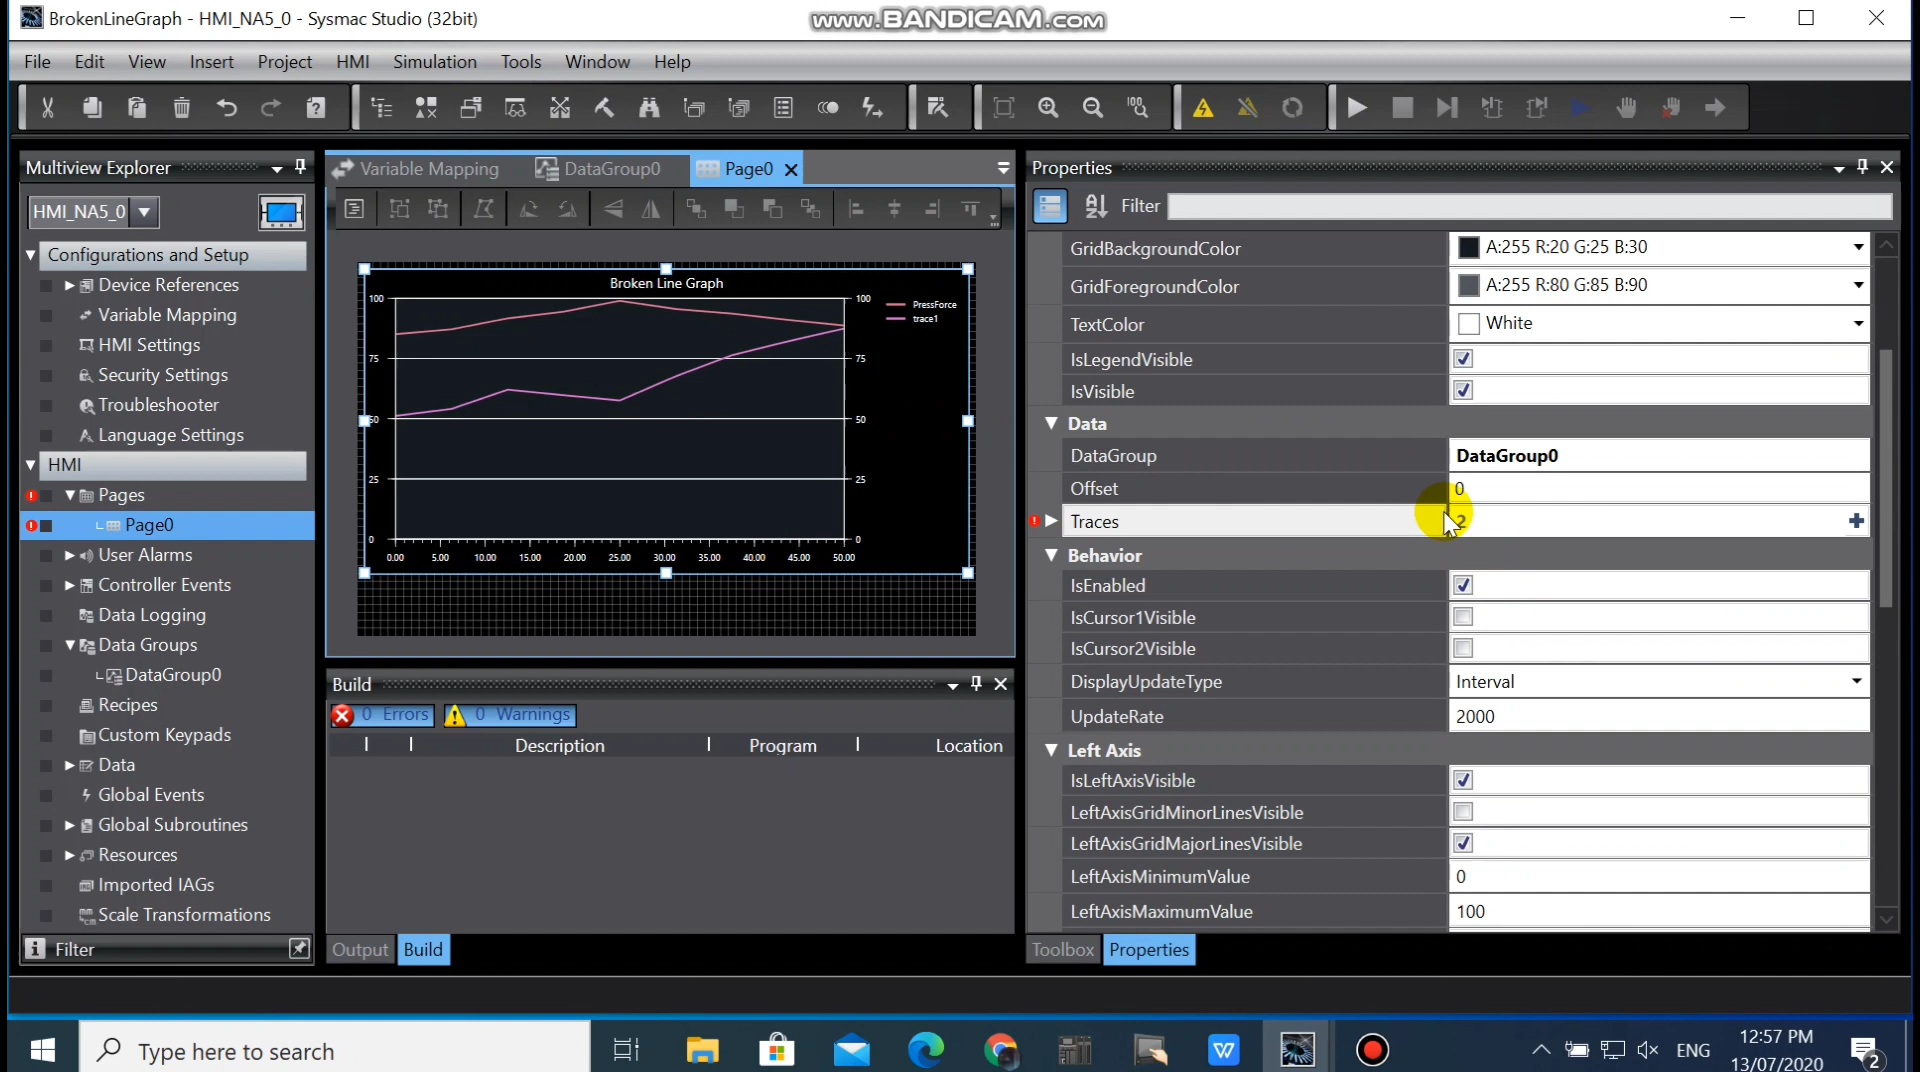 BrokenLineGraph - HMI_NA5_0 - Sysmac Studio (32bit)
www.BANDICAM.com
File Edit View Insert Project HMI Simulation Tools Window Help
Multiview Explorer
HMI_NA5_0
Configurations and Setup
Device References
Variable Mapping
HMI Settings
Security Settings
Troubleshooter
Language Settings
HMI
Pages
Page0
User Alarms
Controller Events
Data Logging
Data Groups
DataGroup0
Recipes
Custom Keypads
Data
Global Events
Global Subroutines
Resources
Imported IAGs
Scale Transformations
Filter
Variable Mapping DataGroup0 Page0
Broken Line Graph
100 100
75 75
50 50
25 25
0 0
0.00 5.00 10.00 15.00 20.00 25.00 30.00 35.00 40.00 45.00 50.00
PressForce
trace1
Build
0 Errors 0 Warnings
Description Program Location
Output Build
Properties
Filter
GridBackgroundColor A:255 R:20 G:25 B:30
GridForegroundColor A:255 R:80 G:85 B:90
TextColor White
IsLegendVisible
IsVisible
Data
DataGroup DataGroup0
Offset 0
Traces 2
Behavior
IsEnabled
IsCursor1Visible
IsCursor2Visible
DisplayUpdateType Interval
UpdateRate 2000
Left Axis
IsLeftAxisVisible
LeftAxisGridMinorLinesVisible
LeftAxisGridMajorLinesVisible
LeftAxisMinimumValue 0
LeftAxisMaximumValue 100
Toolbox Properties
Type here to search
ENG
12:57 PM
13/07/2020
2